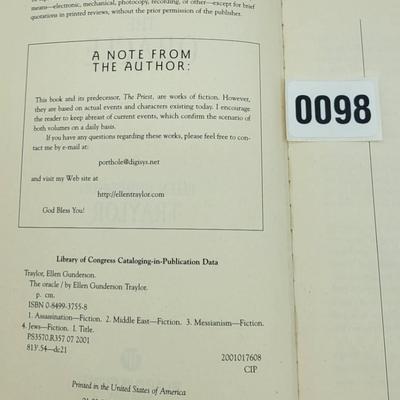 means—electronic, mechanical, photocopy, recording, or other—except for brief
quotations in printed reviews, without the prior permission of the publisher.
A NOTE FROM
THE AUTHOR:
0098
This book and its predecessor, The Priest, are works of fiction. However,
they are based on actual events and characters existing today. I encourage
the reader to keep abreast of current events, which confirm the scenario of
both volumes on a daily basis.
If you have any questions regarding these works, please feel free to con-
tact me by e-mail at:
porthole@digisys.net
and visit my Web site at
http://ellentraylor.com
God Bless You!
Library of Congress Cataloging-in-Publication Data
Traylor, Ellen Gunderson.
The oracle / by Ellen Gunderson Traylor.
p. cm.
ISBN 0-8499-3755-8
1. Assassination—Fiction. 2. Middle East—Fiction. 3. Messianism—Fiction.
4. Jews—Fiction. I. Title.
PS3570.R357 07 2001
813'.54—dc21
2001017608
CIP
Printed in the United States of America